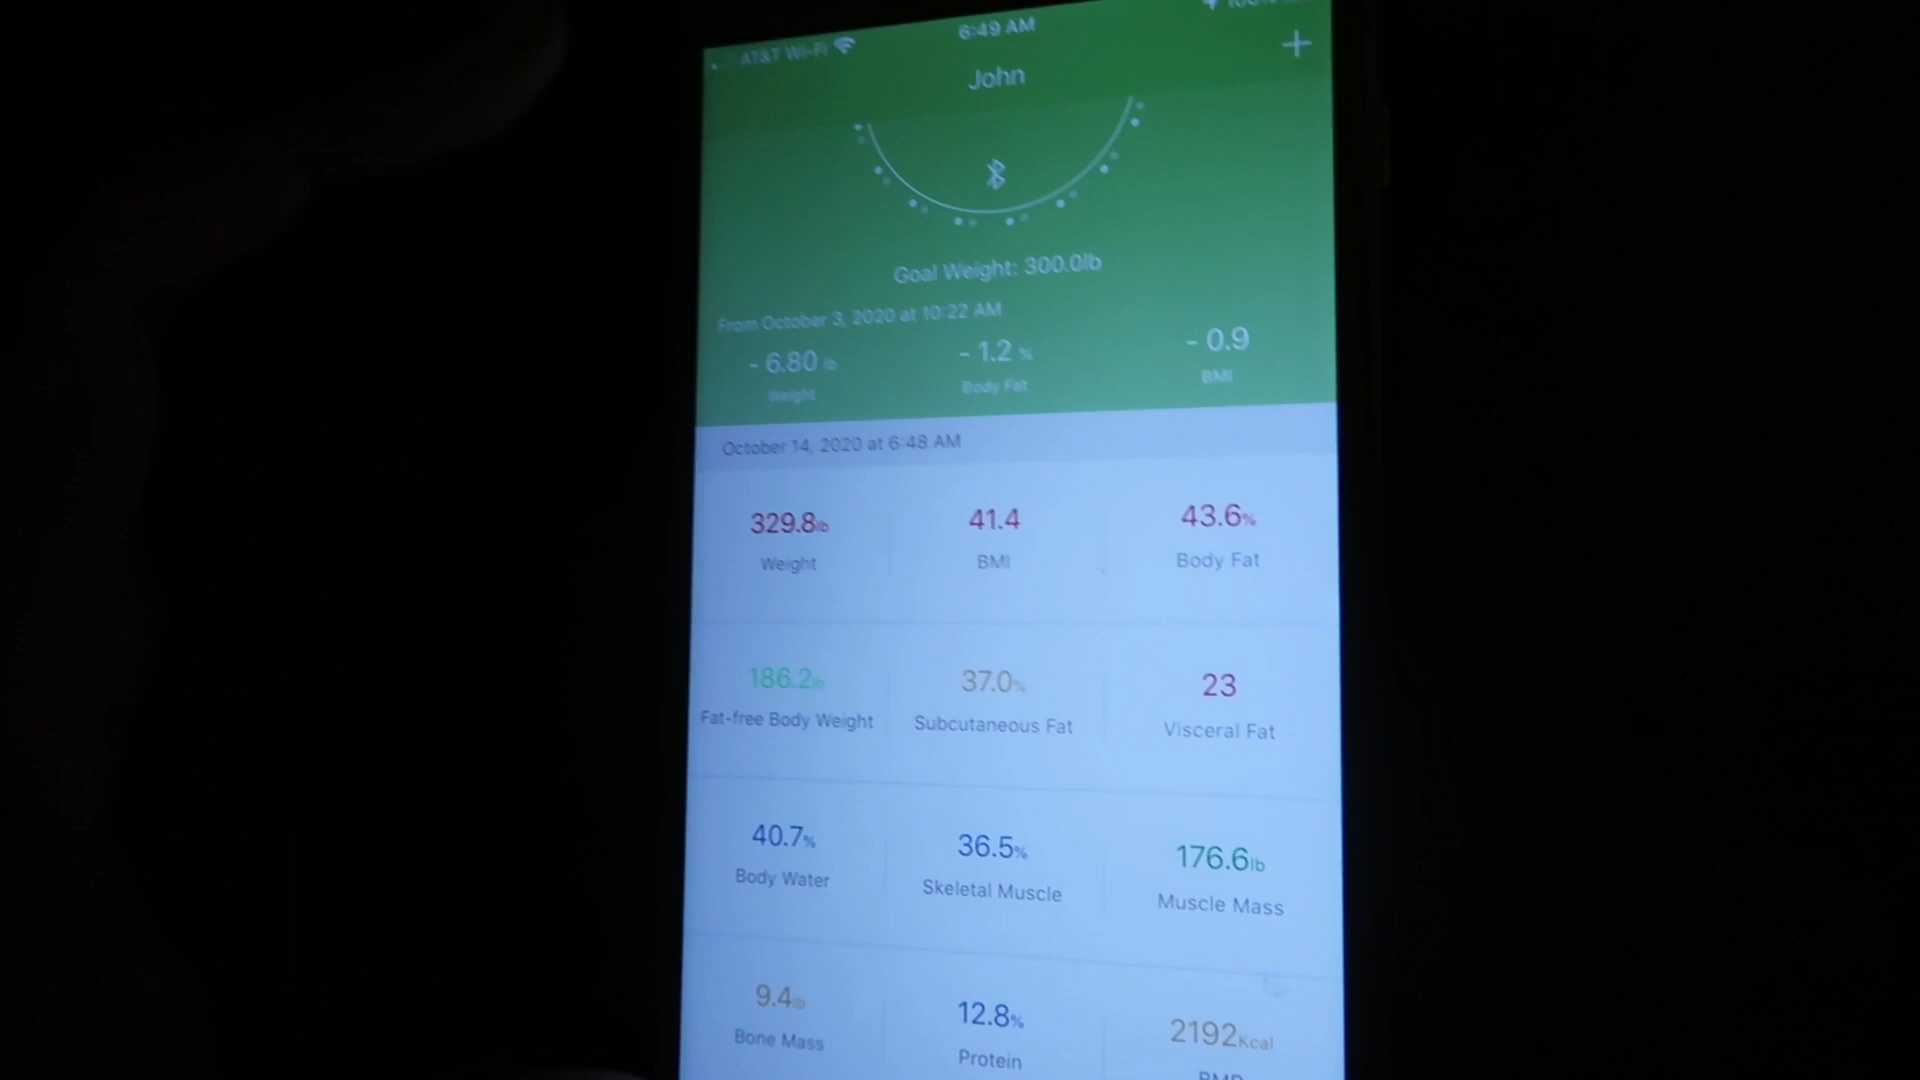 AT&T Wi-Fi 6:49 AM
John +
Goal Weight: 300.0lb
From October 3, 2020 at 10:22 AM
- 6.80 lb - 1.2 % - 0.9
Weight Body Fat BMI
October 14, 2020 at 6:48 AM
329.8lb 41.4 43.6%
Weight BMI Body Fat
186.2lb 37.0% 23
Fat-free Body Weight Subcutaneous Fat Visceral Fat
40.7% 36.5% 176.6lb
Body Water Skeletal Muscle Muscle Mass
9.4lb 12.8% 2192Kcal
Bone Mass Protein